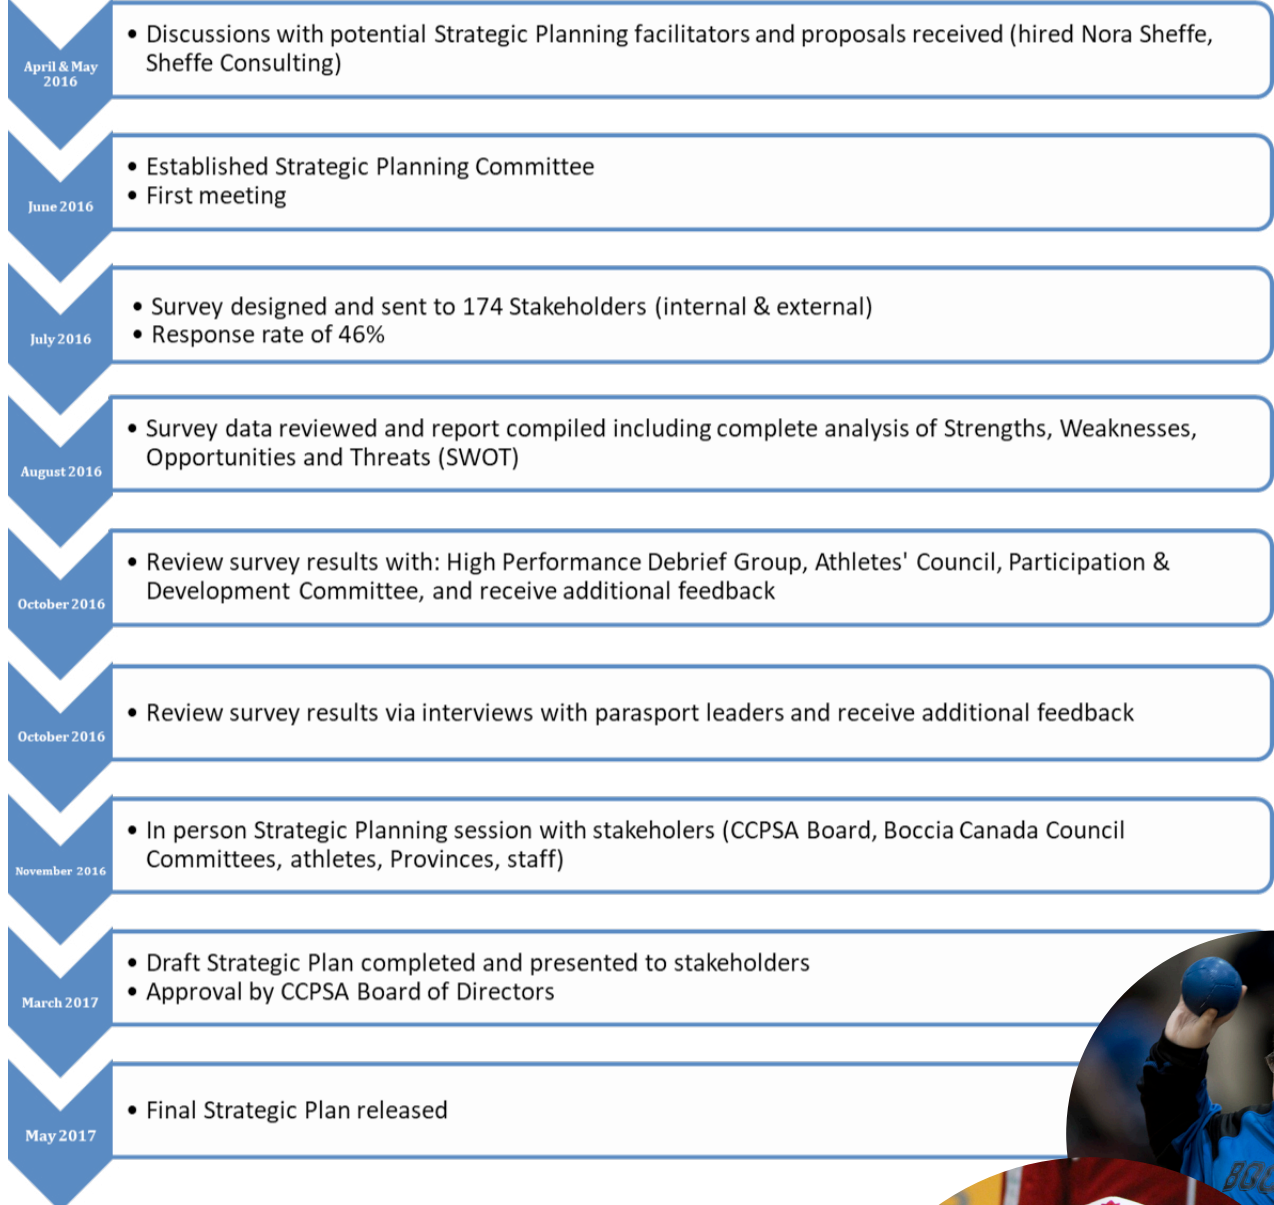 April & May
2016
• Discussions with potential Strategic Planning facilitators and proposals received (hired Nora Sheffe,
Sheffe Consulting)
June 2016
• Established Strategic Planning Committee
• First meeting
July 2016
• Survey designed and sent to 174 Stakeholders (internal & external)
• Response rate of 46%
August 2016
• Survey data reviewed and report compiled including complete analysis of Strengths, Weaknesses,
Opportunities and Threats (SWOT)
October 2016
• Review survey results with: High Performance Debrief Group, Athletes' Council, Participation &
Development Committee, and receive additional feedback
October 2016
• Review survey results via interviews with parasport leaders and receive additional feedback
November 2016
• In person Strategic Planning session with stakeholers (CCPSA Board, Boccia Canada Council
Committees, athletes, Provinces, staff)
March 2017
• Draft Strategic Plan completed and presented to stakeholders
• Approval by CCPSA Board of Directors
May 2017
• Final Strategic Plan released